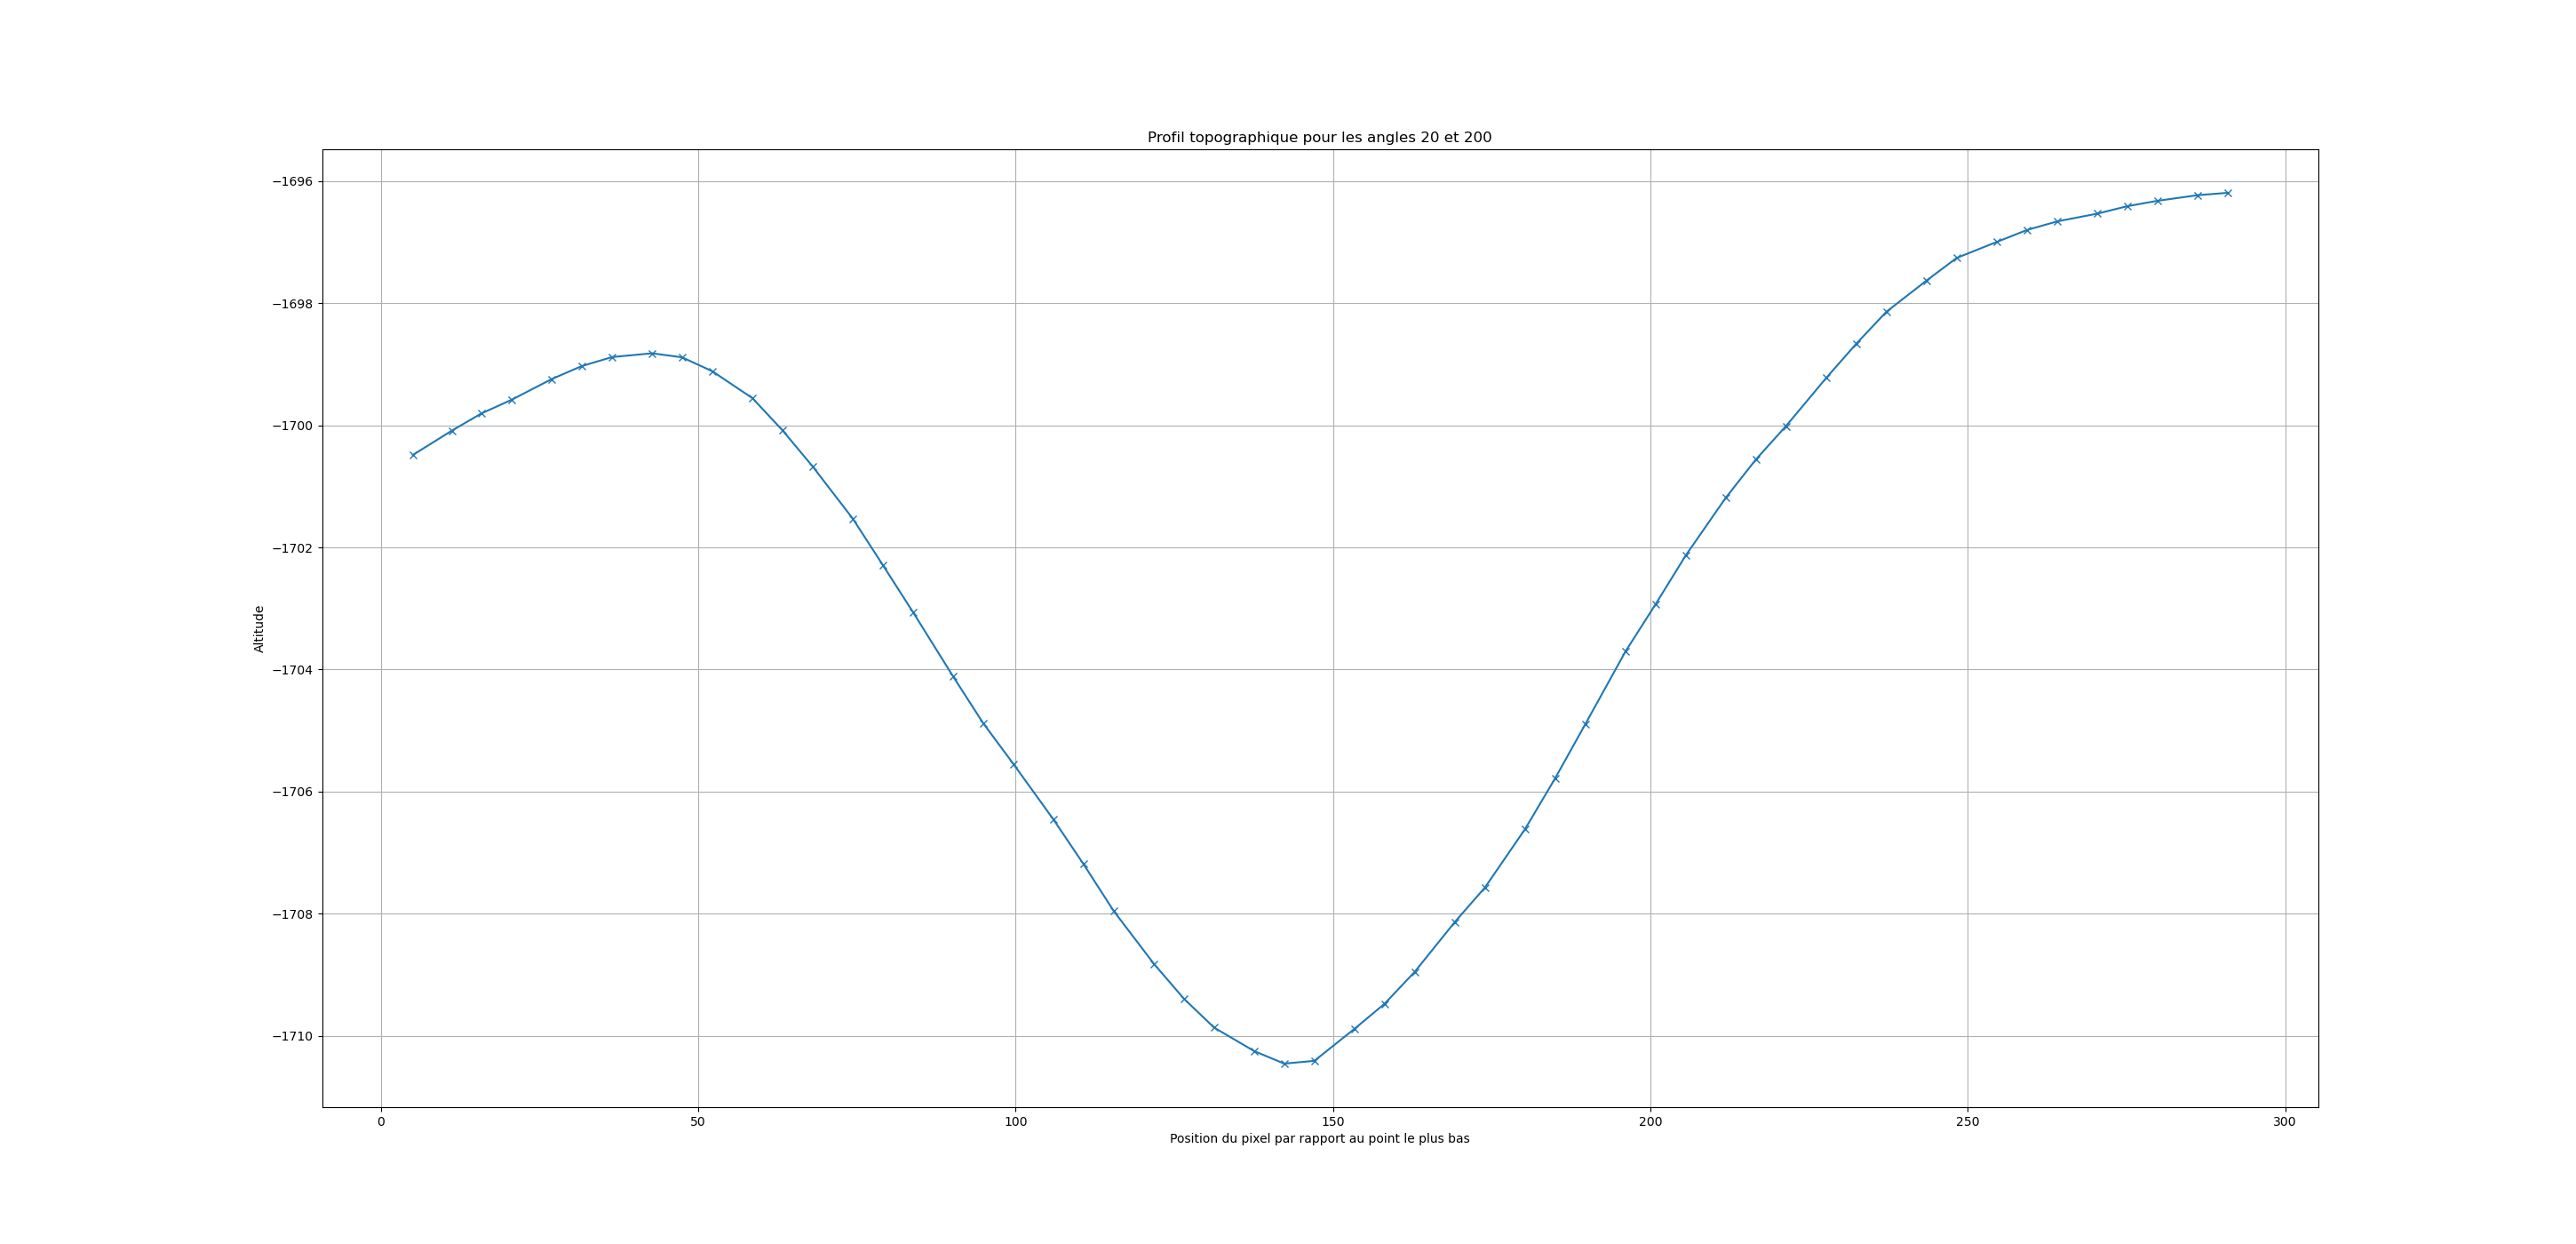 Profil topographique pour les angles 20 et 200
−1696
−1698
−1700
−1702
−1704
−1706
−1708
−1710
Altitude
0 50 100 150 200 250 300
Position du pixel par rapport au point le plus bas